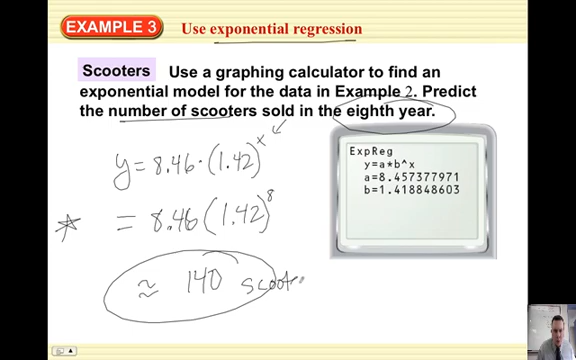 EXAMPLE 3 Use exponential regression
Scooters Use a graphing calculator to find an
exponential model for the data in Example 2. Predict
the number of scooters sold in the eighth year.
ExpReg
y=a*b^x
a=8.457377971
b=1.418848603
y = 8.46 · (1.42)^x
= 8.46 (1.42)^8
≈ 140 scooters